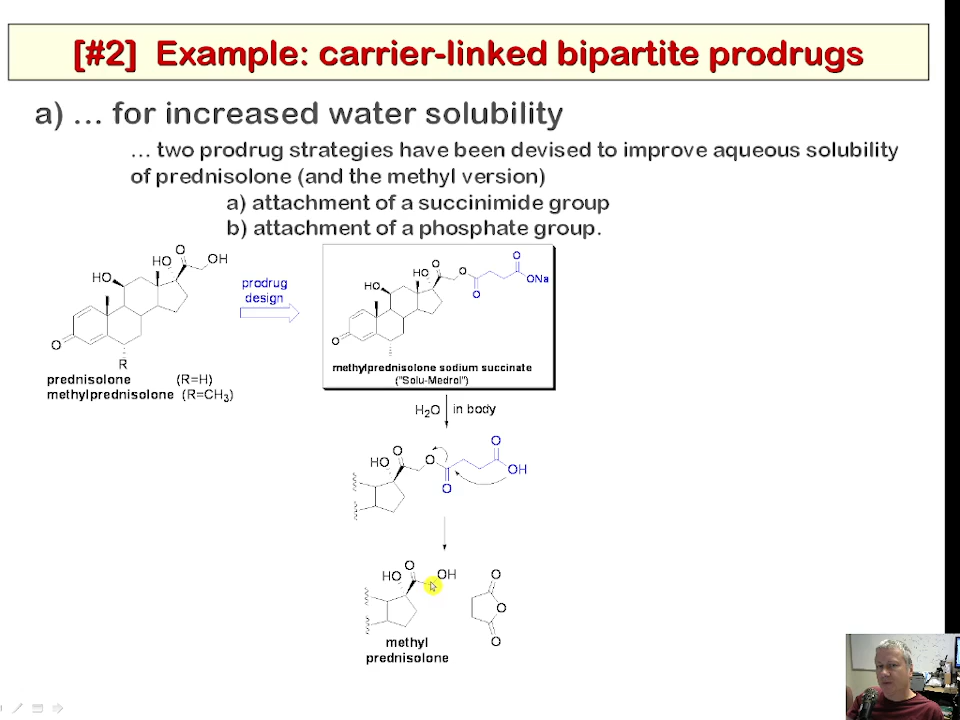 [#2] Example: carrier-linked bipartite prodrugs
a) ... for increased water solubility
... two prodrug strategies have been devised to improve aqueous solubility
of prednisolone (and the methyl version)
a) attachment of a succinimide group
b) attachment of a phosphate group.
HO
HO
O
OH
O
R
prednisolone (R=H)
methylprednisolone (R=CH3)
prodrug
design
HO
HO
O
O
O
O
ONa
O
methylprednisolone sodium succinate
("Solu-Medrol")
H2O in body
HO
O
O
O
O
OH
HO
O
OH
methyl
prednisolone
O
O
O